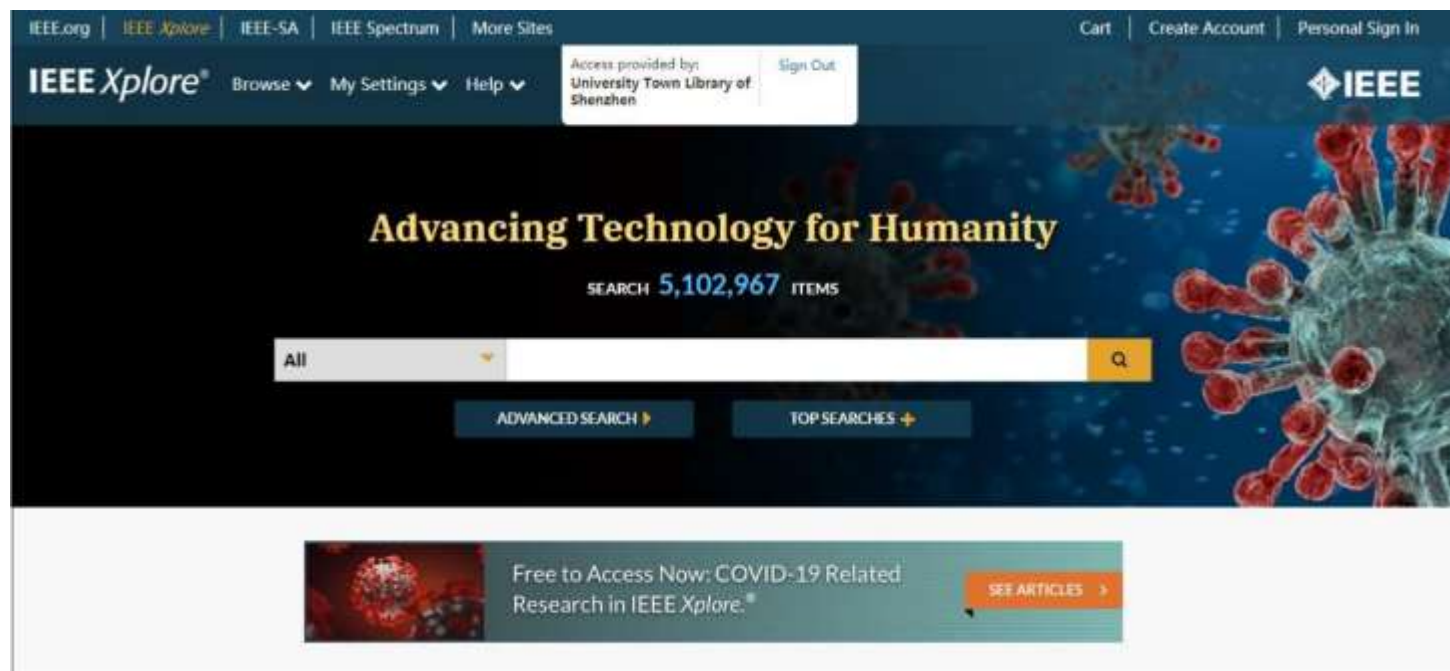 IEEE.org | IEEE Xplore | IEEE-SA | IEEE Spectrum | More Sites
Cart | Create Account | Personal Sign In
IEEE Xplore® Browse My Settings Help
Access provided by:
University Town Library of
Shenzhen
Sign Out
IEEE
Advancing Technology for Humanity
SEARCH 5,102,967 ITEMS
All
ADVANCED SEARCH
TOP SEARCHES +
Free to Access Now: COVID-19 Related
Research in IEEE Xplore.®
SEE ARTICLES >